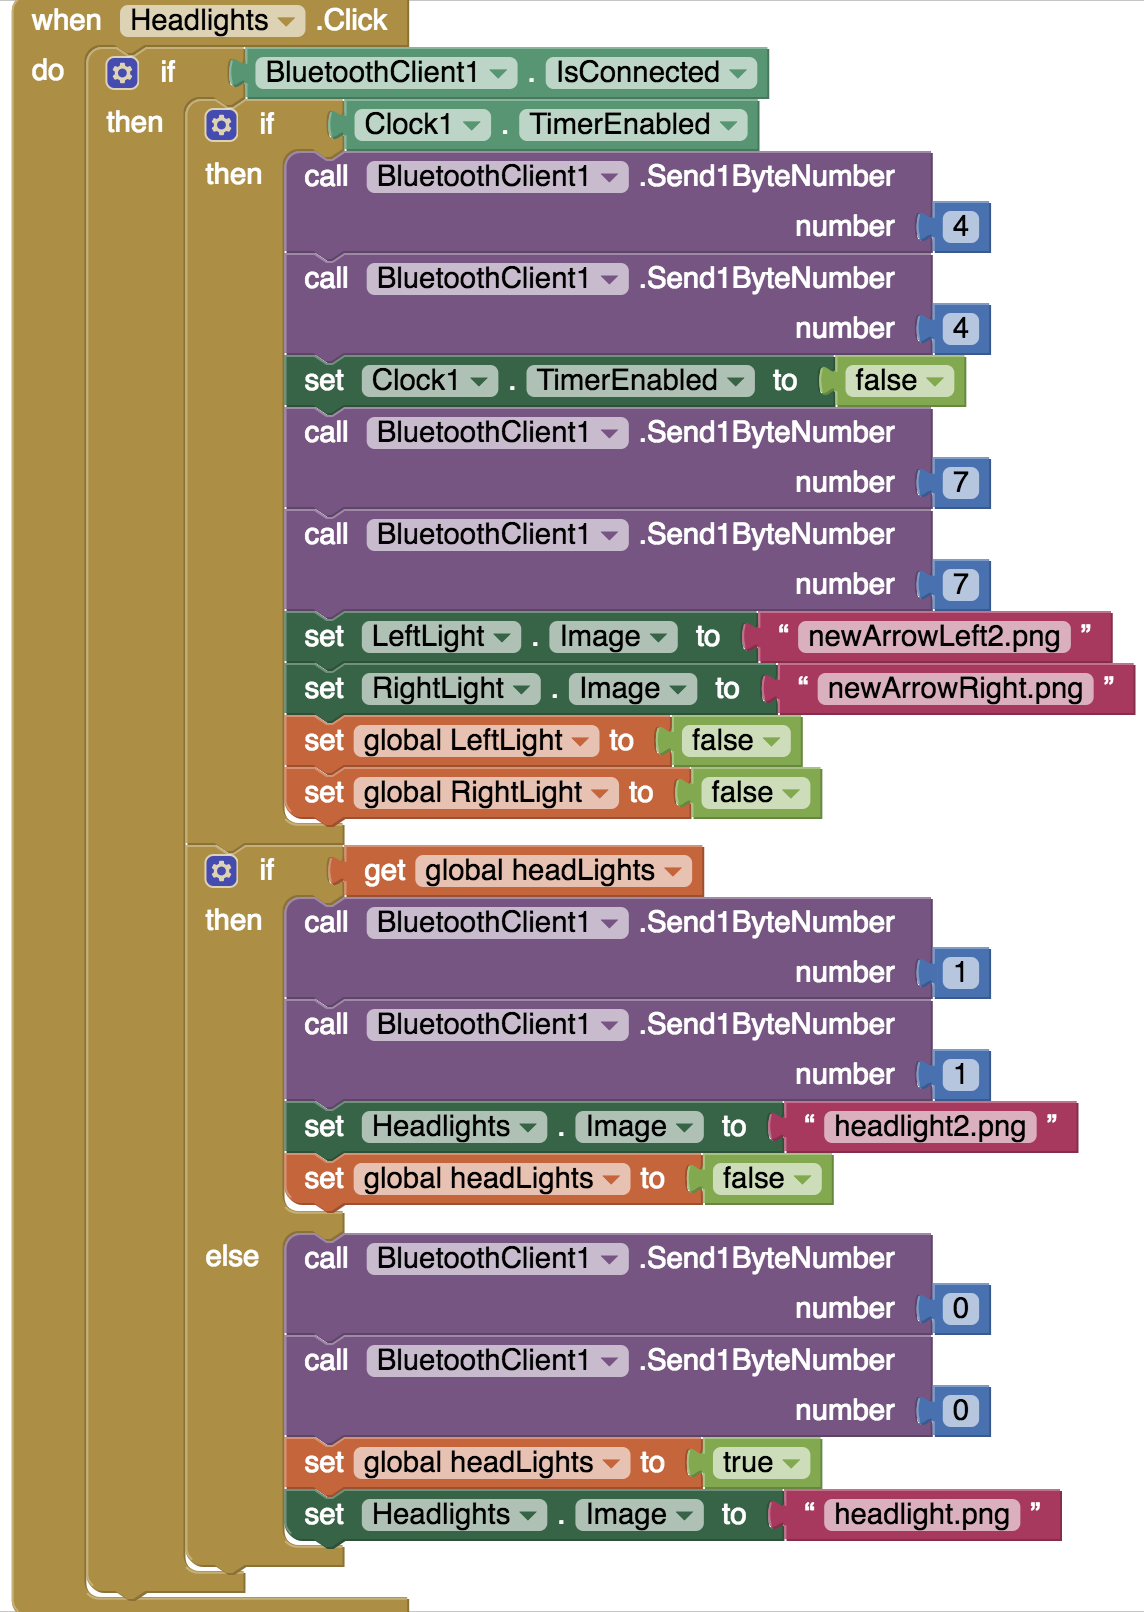 when Headlights .Click
do if BluetoothClient1 . IsConnected
then if Clock1 . TimerEnabled
then call BluetoothClient1 .Send1ByteNumber
number 4
call BluetoothClient1 .Send1ByteNumber
number 4
set Clock1 . TimerEnabled to false
call BluetoothClient1 .Send1ByteNumber
number 7
call BluetoothClient1 .Send1ByteNumber
number 7
set LeftLight . Image to “ newArrowLeft2.png ”
set RightLight . Image to “ newArrowRight.png ”
set global LeftLight to false
set global RightLight to false
if get global headLights
then call BluetoothClient1 .Send1ByteNumber
number 1
call BluetoothClient1 .Send1ByteNumber
number 1
set Headlights . Image to “ headlight2.png ”
set global headLights to false
else call BluetoothClient1 .Send1ByteNumber
number 0
call BluetoothClient1 .Send1ByteNumber
number 0
set global headLights to true
set Headlights . Image to “ headlight.png ”